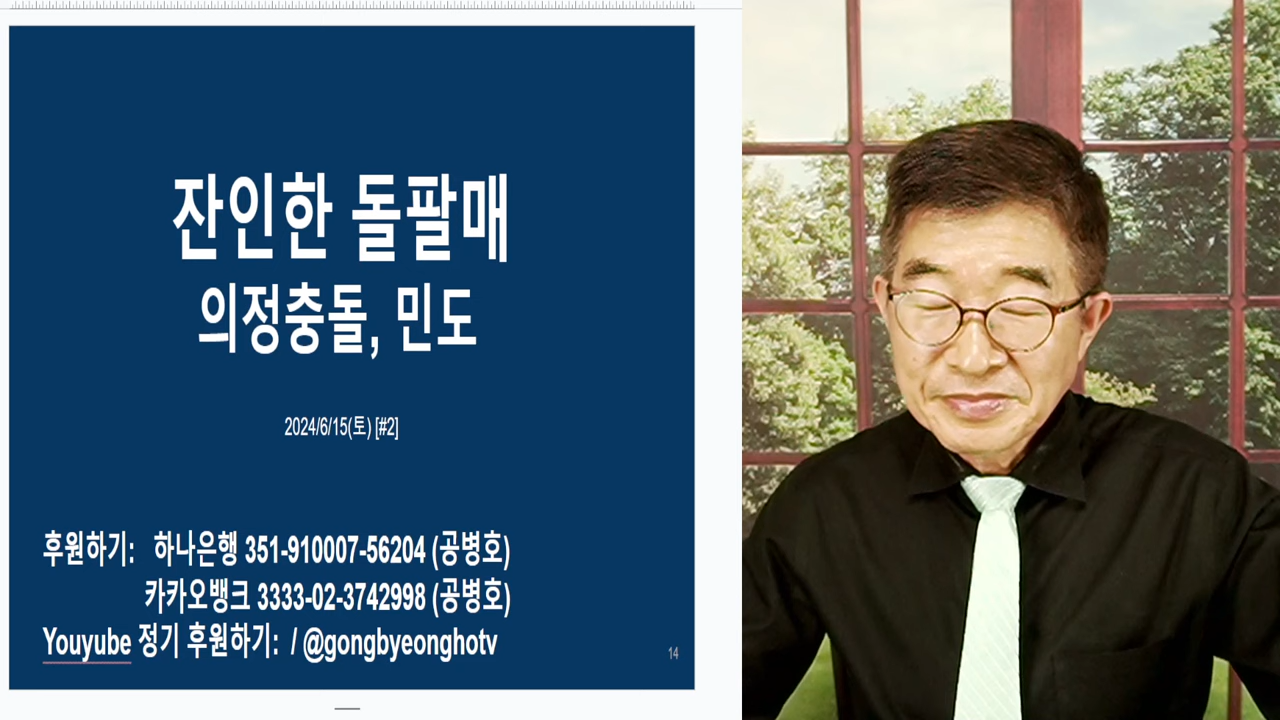 잔인한 돌팔매
의정충돌, 민도
2024/6/15(토) [#2]
후원하기: 하나은행 351-910007-56204 (공병호)
카카오뱅크 3333-02-3742998 (공병호)
Youyube 정기 후원하기: / @gongbyeonghotv
14